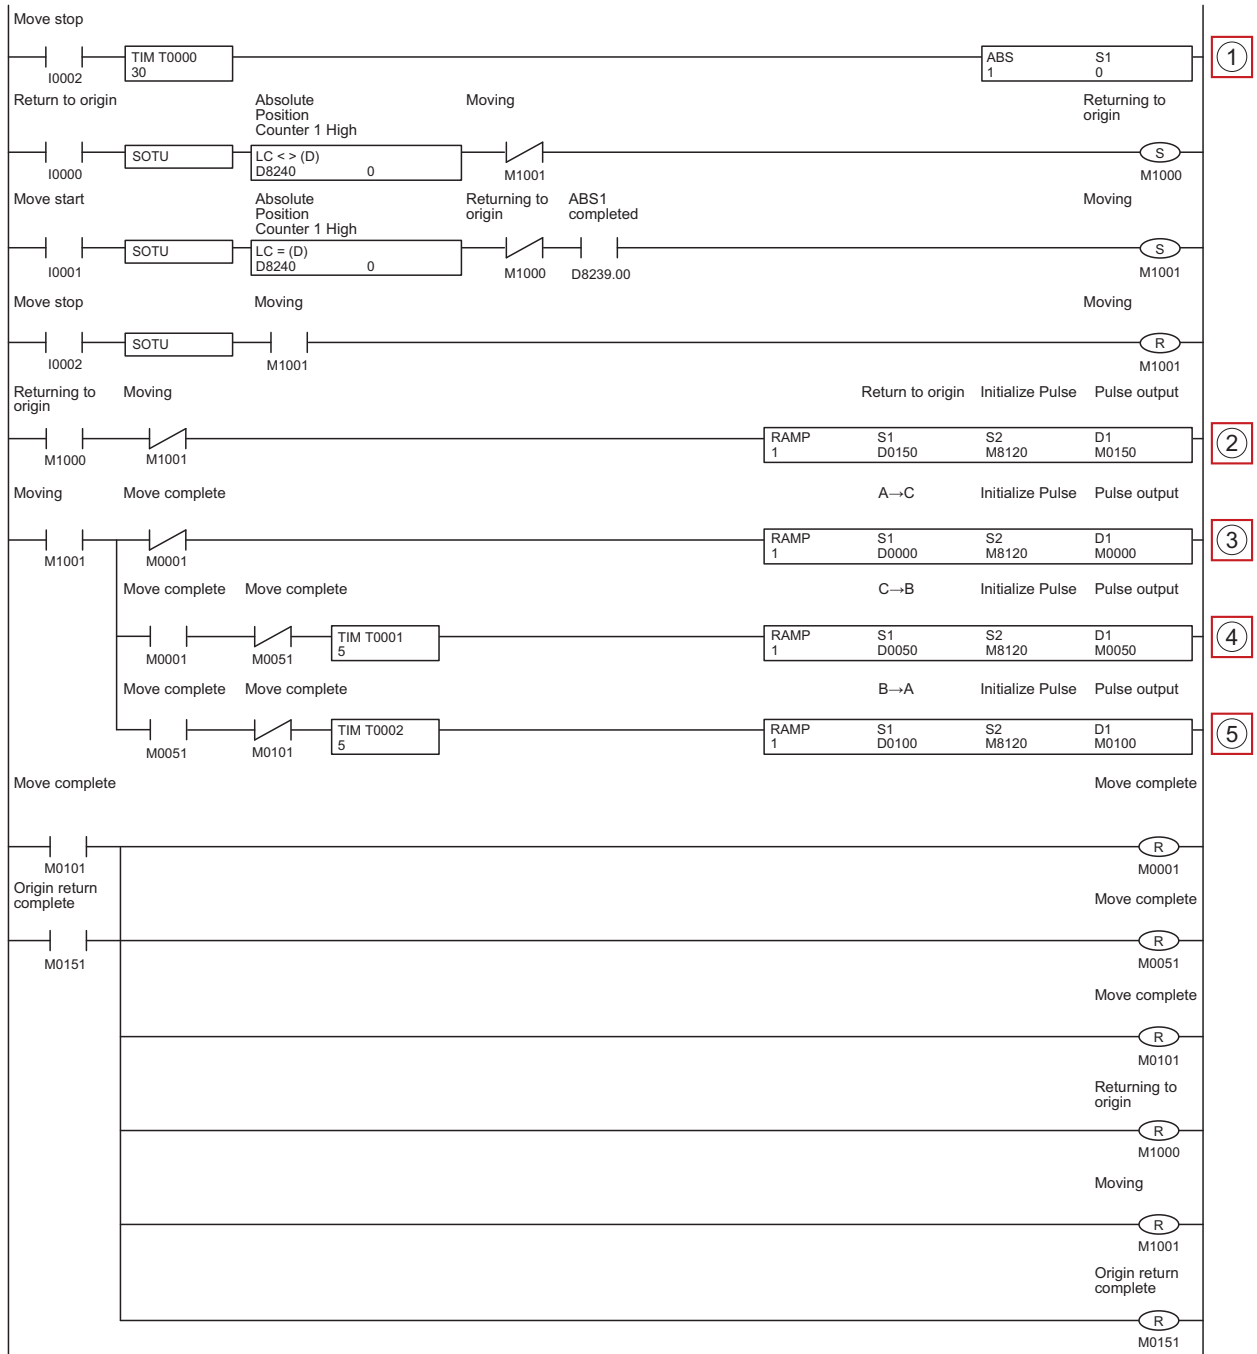 Move stop
TIM T0000
30
ABS S1
1 0
①
I0002
Return to origin
Absolute
Position
Counter 1 High
Moving
Returning to
origin
SOTU
LC < > (D)
D8240 0
S
I0000
M1001
M1000
Move start
Absolute
Position
Counter 1 High
Returning to
origin
ABS1
completed
Moving
SOTU
LC = (D)
D8240 0
S
I0001
M1000
D8239.00
M1001
Move stop
Moving
Moving
SOTU
R
I0002
M1001
M1001
Returning to
origin
Moving
Return to origin
Initialize Pulse
Pulse output
RAMP S1 S2 D1
1 D0150 M8120 M0150
②
M1000
M1001
Moving
Move complete
A→C
Initialize Pulse
Pulse output
RAMP S1 S2 D1
1 D0000 M8120 M0000
③
M1001
M0001
Move complete
Move complete
C→B
Initialize Pulse
Pulse output
TIM T0001
5
RAMP S1 S2 D1
1 D0050 M8120 M0050
④
M0001
M0051
Move complete
Move complete
B→A
Initialize Pulse
Pulse output
TIM T0002
5
RAMP S1 S2 D1
1 D0100 M8120 M0100
⑤
M0051
M0101
Move complete
Move complete
R
M0101
M0001
Origin return
complete
Move complete
R
M0151
M0051
Move complete
R
M0101
Returning to
origin
R
M1000
Moving
R
M1001
Origin return
complete
R
M0151